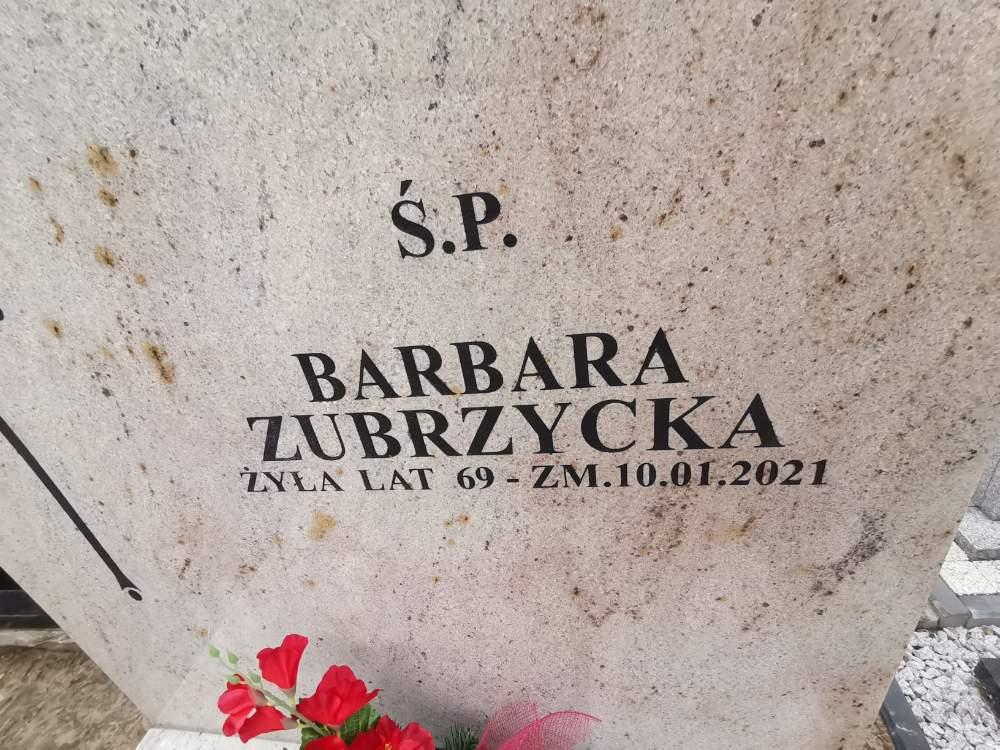 Ś.P.
BARBARA
ZUBRZYCKA
ŻYŁA LAT 69 - ZM.10.01.2021